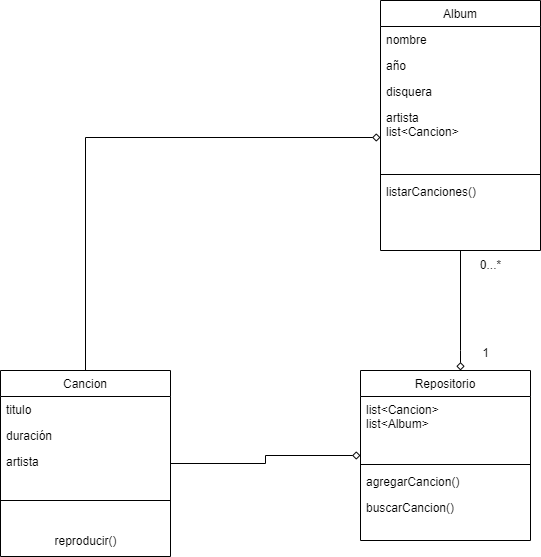 Album
nombre
año
disquera
artista
list<Cancion>
listarCanciones()
0...*
1
Cancion
titulo
duración
artista
reproducir()
Repositorio
list<Cancion>
list<Album>
agregarCancion()
buscarCancion()